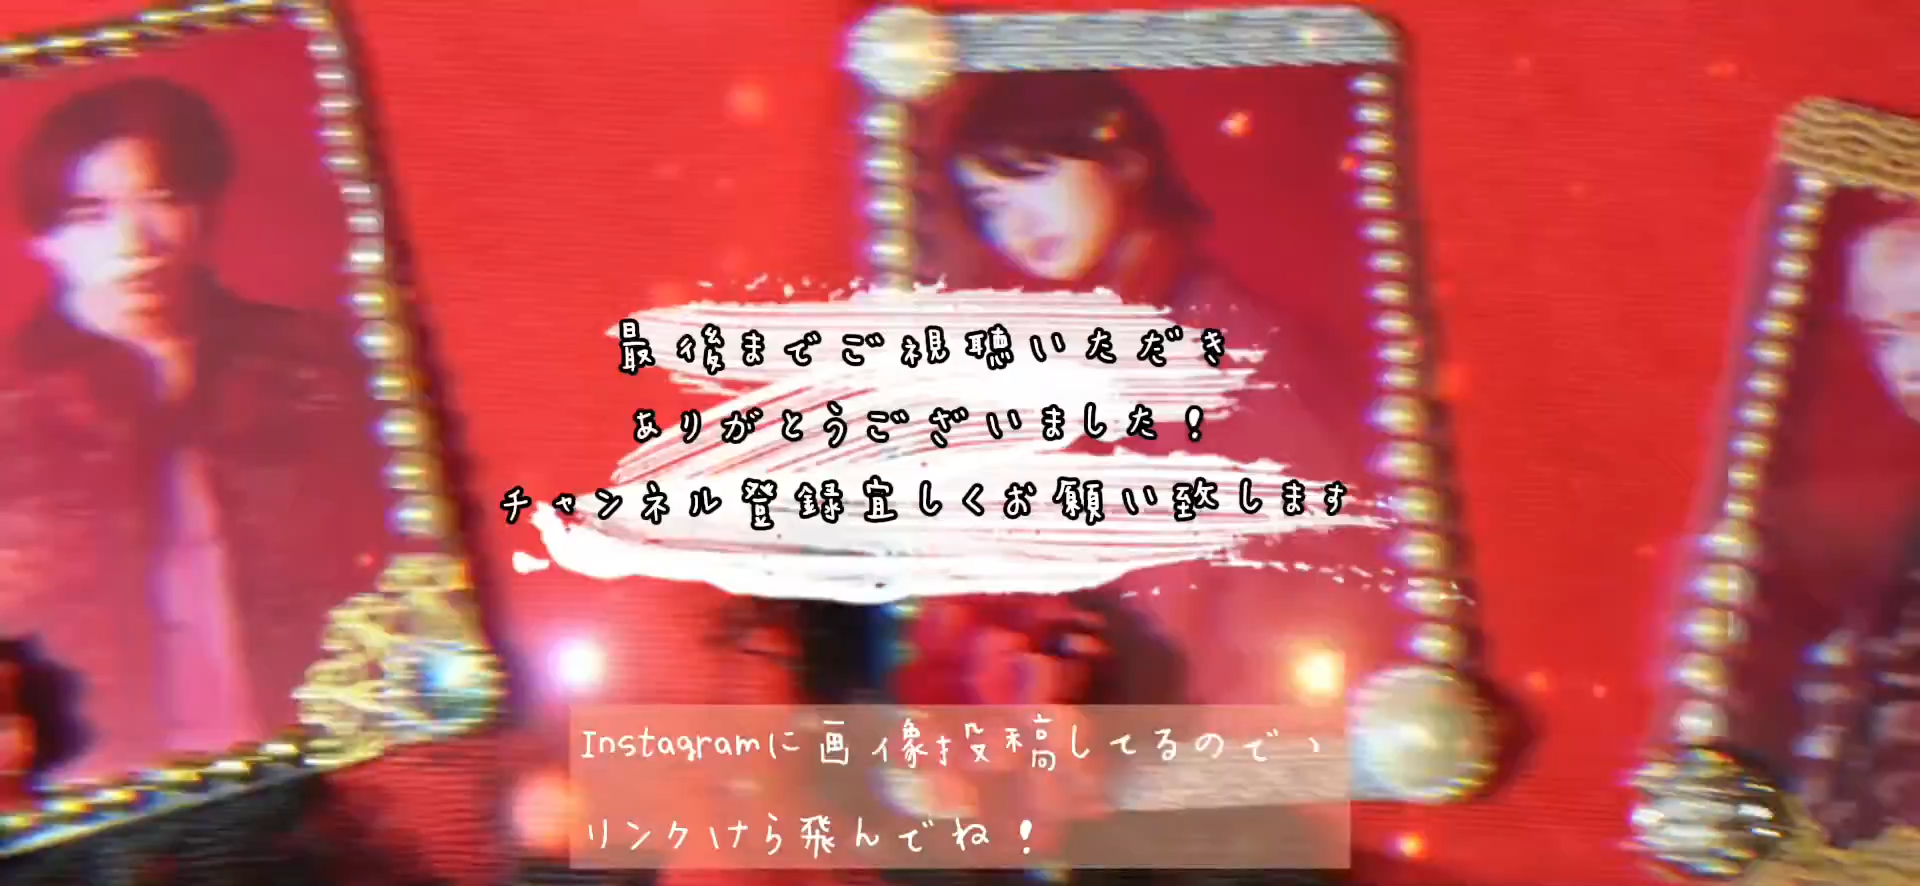 最後までご視聴いただき
ありがとうございました!
チャンネル登録宜しくお願い致します
Instagramに画像投稿してるので、
リンクけら飛んでね!